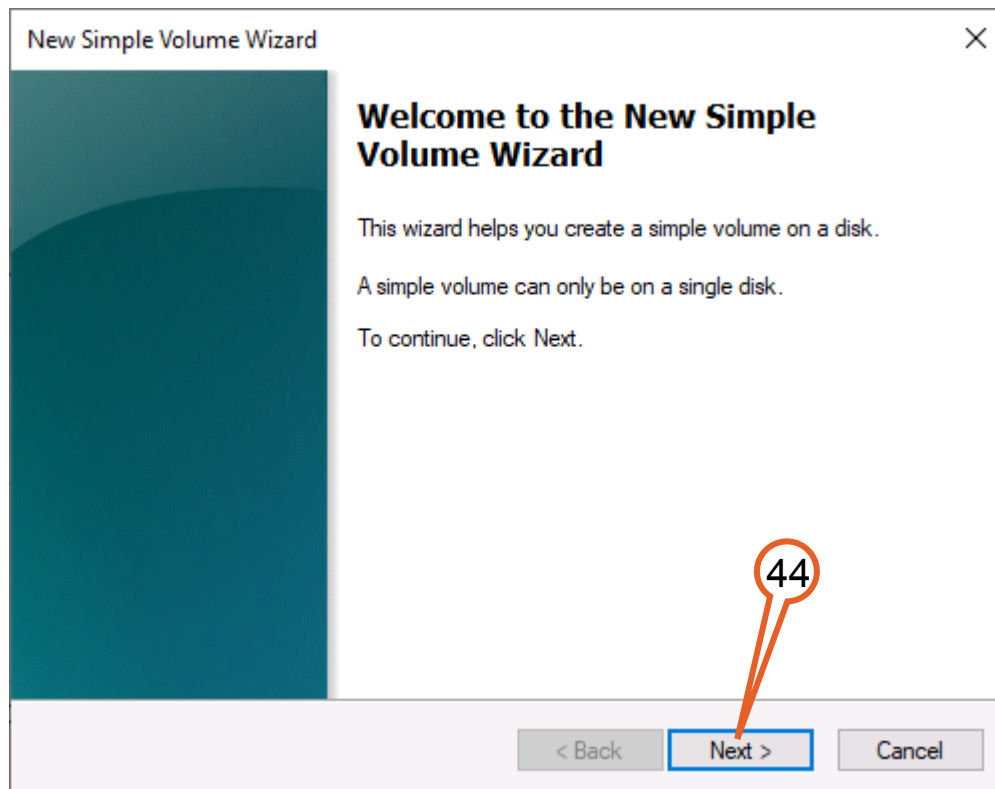 New Simple Volume Wizard
Welcome to the New Simple
Volume Wizard
This wizard helps you create a simple volume on a disk.
A simple volume can only be on a single disk.
To continue, click Next.
44
< Back Next > Cancel